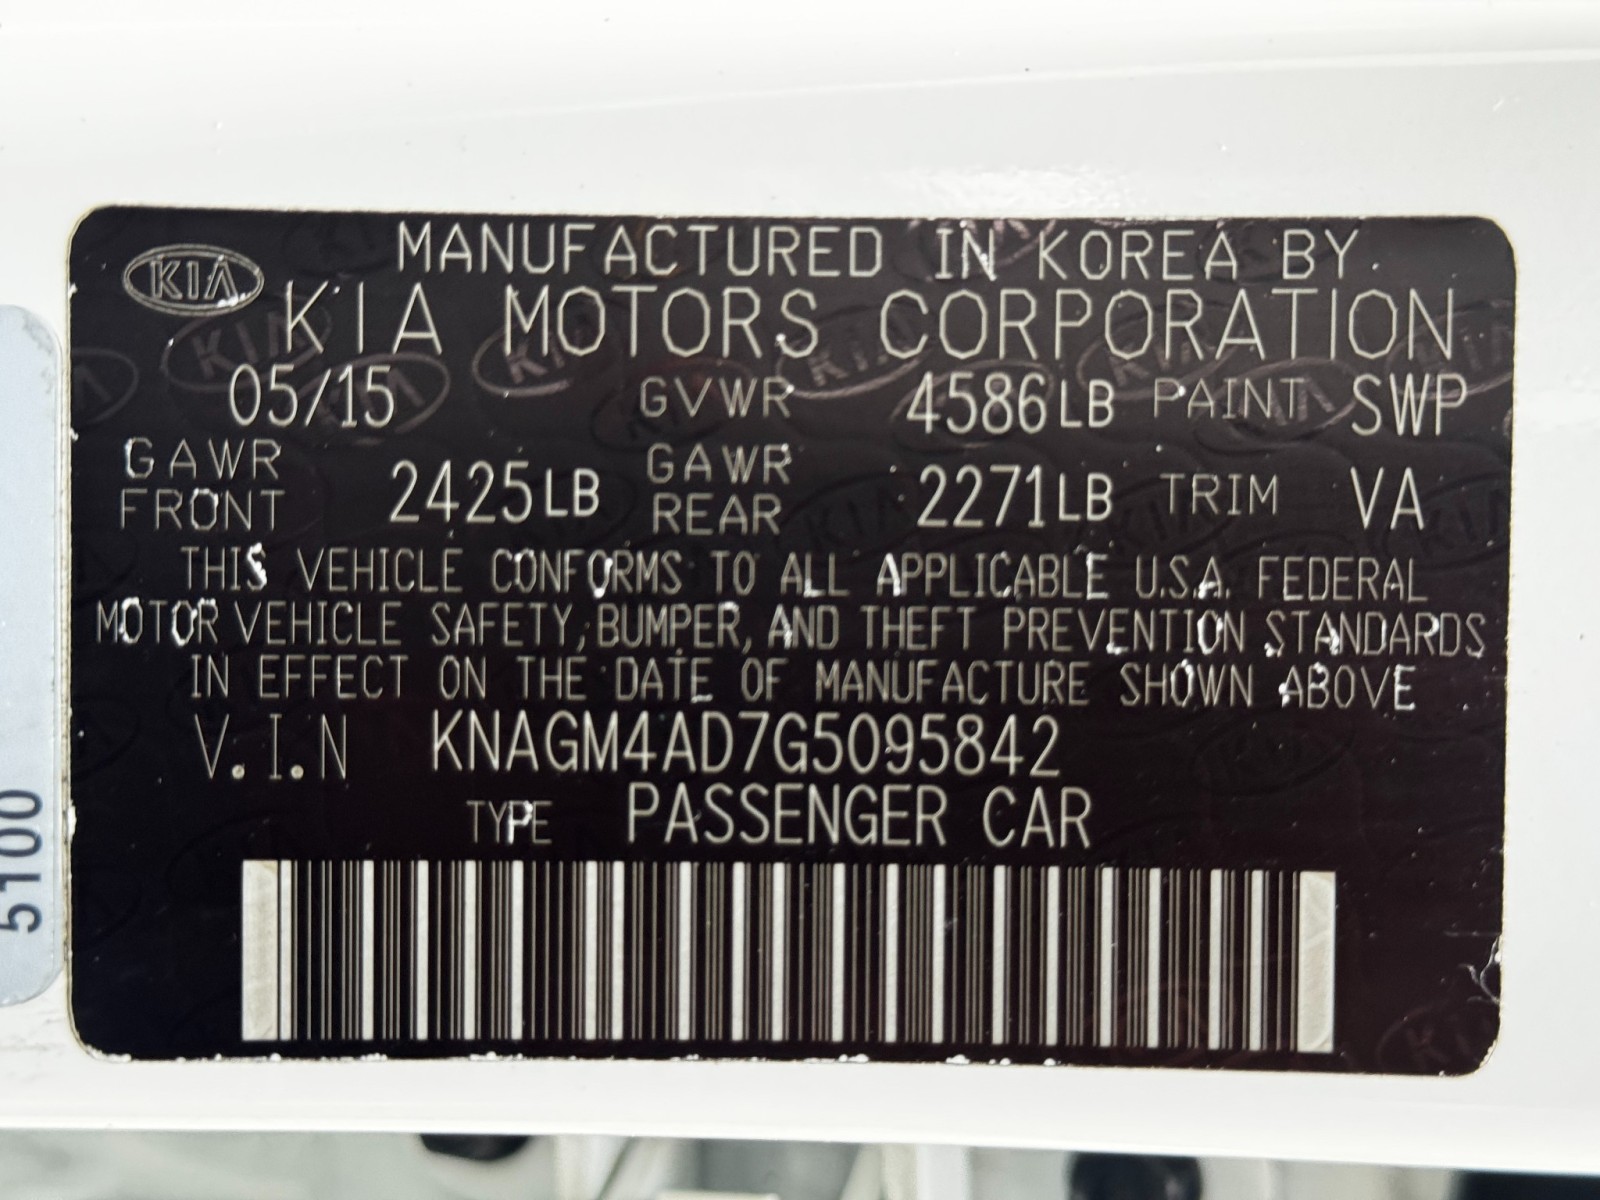 MANUFACTURED IN KOREA BY
KIA KIA MOTORS CORPORATION
05/15 GVWR 4586LB PAINT SWP
GAWR FRONT 2425LB GAWR REAR 2271LB TRIM VA
THIS VEHICLE CONFORMS TO ALL APPLICABLE U.S.A. FEDERAL
MOTOR VEHICLE SAFETY, BUMPER, AND THEFT PREVENTION STANDARDS
IN EFFECT ON THE DATE OF MANUFACTURE SHOWN ABOVE
V.I.N KNAGM4AD7G5095842
TYPE PASSENGER CAR
5100